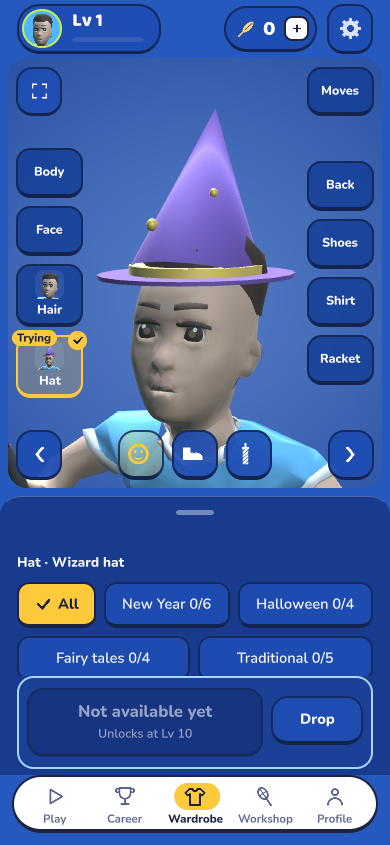 Lv 1
0
+
Moves
Body
Back
Face
Shoes
Hair
Shirt
Trying
Hat
Racket
Hat · Wizard hat
All
New Year 0/6
Halloween 0/4
Fairy tales 0/4
Traditional 0/5
Not available yet
Unlocks at Lv 10
Drop
Play
Career
Wardrobe
Workshop
Profile